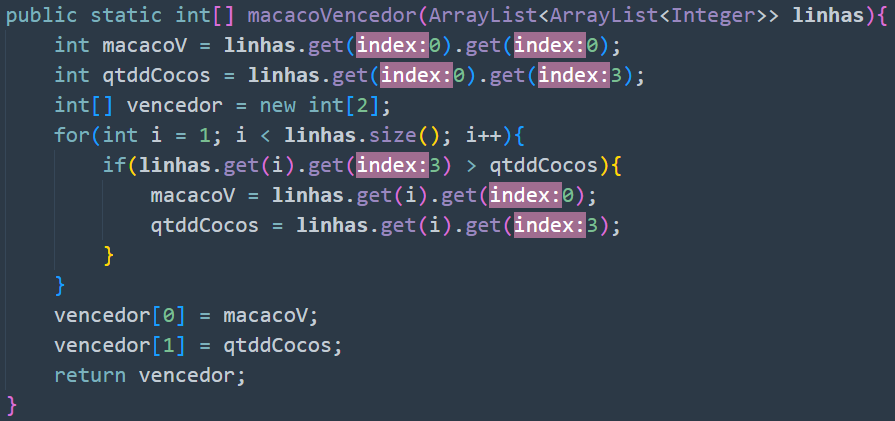 public static int[] macacoVencedor(ArrayList<ArrayList<Integer>> linhas){
    int macacoV = linhas.get(index:0).get(index:0);
    int qtddCocos = linhas.get(index:0).get(index:3);
    int[] vencedor = new int[2];
    for(int i = 1; i < linhas.size(); i++){
        if(linhas.get(i).get(index:3) > qtddCocos){
            macacoV = linhas.get(i).get(index:0);
            qtddCocos = linhas.get(i).get(index:3);
        }
    }
    vencedor[0] = macacoV;
    vencedor[1] = qtddCocos;
    return vencedor;
}